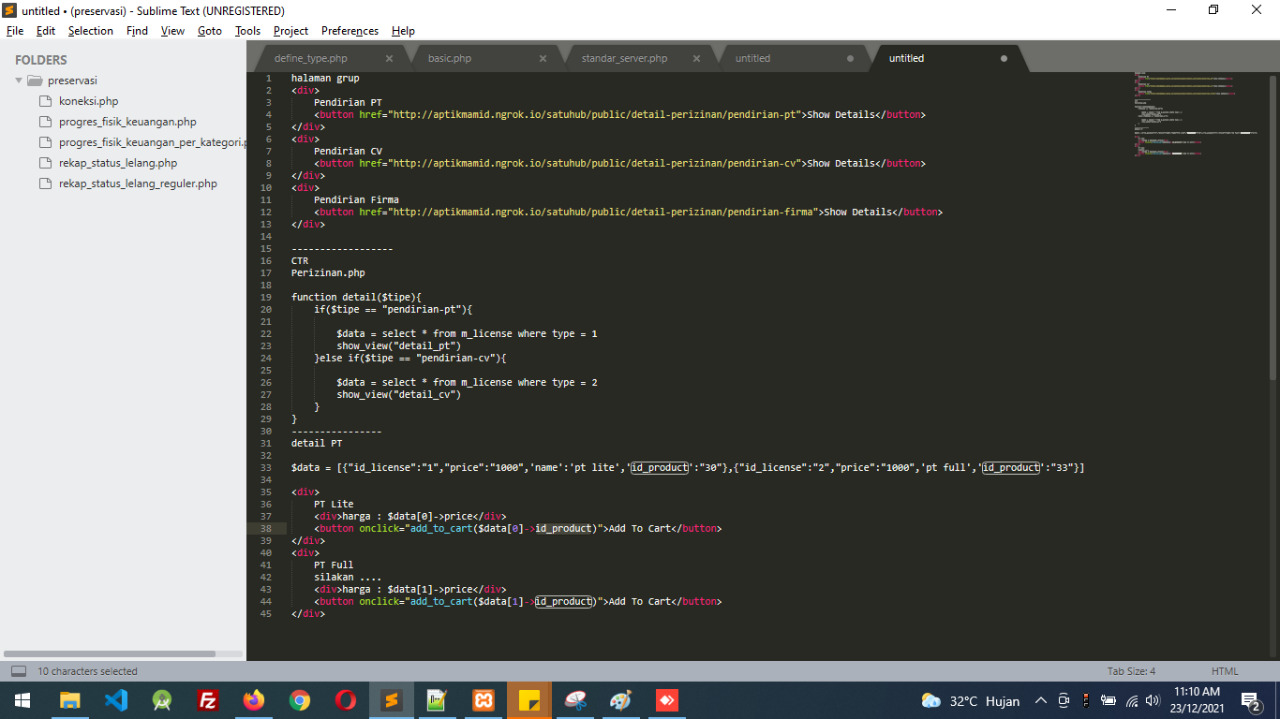 untitled • (preservasi) - Sublime Text (UNREGISTERED)
File Edit Selection Find View Goto Tools Project Preferences Help
FOLDERS
preservasi
koneksi.php
progres_fisik_keuangan.php
progres_fisik_keuangan_per_kategori.p
rekap_status_lelang.php
rekap_status_lelang_reguler.php
define_type.php basic.php standar_server.php untitled untitled
1 halaman grup
2 <div>
3 Pendirian PT
4 <button href="http://aptikmamid.ngrok.io/satuhub/public/detail-perizinan/pendirian-pt">Show Details</button>
5 </div>
6 <div>
7 Pendirian CV
8 <button href="http://aptikmamid.ngrok.io/satuhub/public/detail-perizinan/pendirian-cv">Show Details</button>
9 </div>
10 <div>
11 Pendirian Firma
12 <button href="http://aptikmamid.ngrok.io/satuhub/public/detail-perizinan/pendirian-firma">Show Details</button>
13 </div>
14
15 ------------------
16 CTR
17 Perizinan.php
18
19 function detail($tipe){
20 if($tipe == "pendirian-pt"){
21
22 $data = select * from m_license where type = 1
23 show_view("detail_pt")
24 }else if($tipe == "pendirian-cv"){
25
26 $data = select * from m_license where type = 2
27 show_view("detail_cv")
28 }
29 }
30 ----------------
31 detail PT
32
33 $data = [{"id_license":"1","price":"1000",'name':'pt lite','id_product':"30"},{"id_license":"2","price":"1000",'pt full','id_product':"33"}]
34
35 <div>
36 PT Lite
37 <div>harga : $data[0]->price</div>
38 <button onclick="add_to_cart($data[0]->id_product)">Add To Cart</button>
39 </div>
40 <div>
41 PT Full
42 silakan ....
43 <div>harga : $data[1]->price</div>
44 <button onclick="add_to_cart($data[1]->id_product)">Add To Cart</button>
45 </div>
10 characters selected Tab Size: 4 HTML
32°C Hujan 11:10 AM
23/12/2021 2